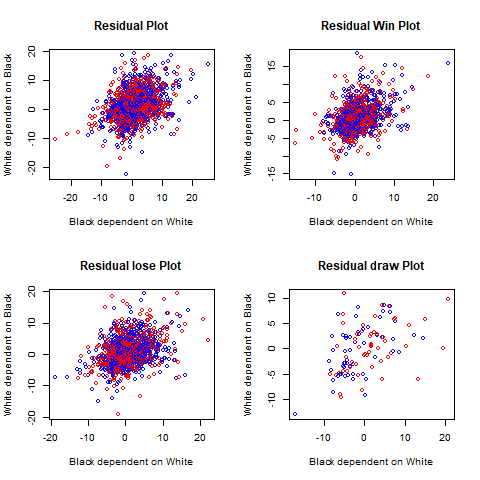 Residual Plot
White dependent on Black
20
10
0
-10
-20
-20 -10 0 10 20
Black dependent on White
Residual Win Plot
White dependent on Black
15
5
0
-5
-15
-10 0 10 20
Black dependent on White
Residual lose Plot
White dependent on Black
20
10
0
-10
-20
-20 -10 0 10 20
Black dependent on White
Residual draw Plot
White dependent on Black
10
5
0
-5
-10
-10 0 10 20
Black dependent on White